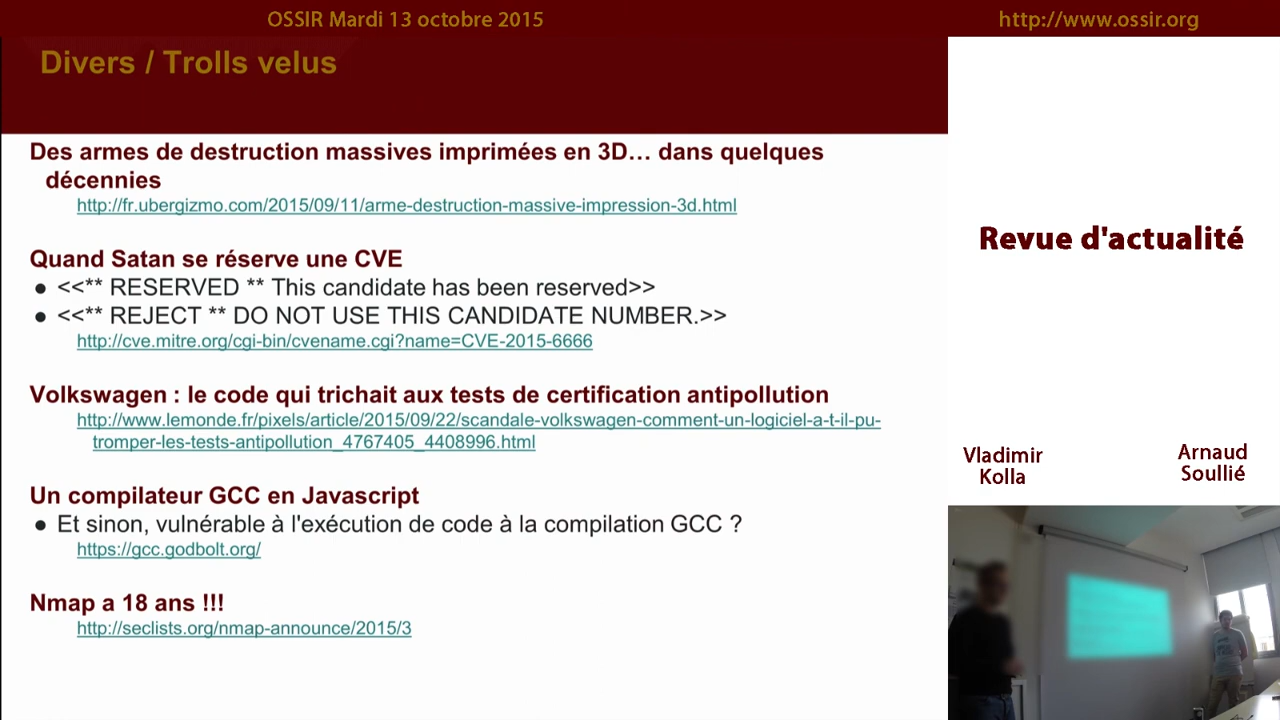 OSSIR Mardi 13 octobre 2015
http://www.ossir.org
Divers / Trolls velus
Des armes de destruction massives imprimées en 3D… dans quelques
décennies
http://fr.ubergizmo.com/2015/09/11/arme-destruction-massive-impression-3d.html
Quand Satan se réserve une CVE
● <<** RESERVED ** This candidate has been reserved>>
● <<** REJECT ** DO NOT USE THIS CANDIDATE NUMBER.>>
http://cve.mitre.org/cgi-bin/cvename.cgi?name=CVE-2015-6666
Volkswagen : le code qui trichait aux tests de certification antipollution
http://www.lemonde.fr/pixels/article/2015/09/22/scandale-volkswagen-comment-un-logiciel-a-t-il-pu-
tromper-les-tests-antipollution_4767405_4408996.html
Un compilateur GCC en Javascript
● Et sinon, vulnérable à l'exécution de code à la compilation GCC ?
https://gcc.godbolt.org/
Nmap a 18 ans !!!
http://seclists.org/nmap-announce/2015/3
Revue d'actualité
Vladimir
Kolla
Arnaud
Soullié